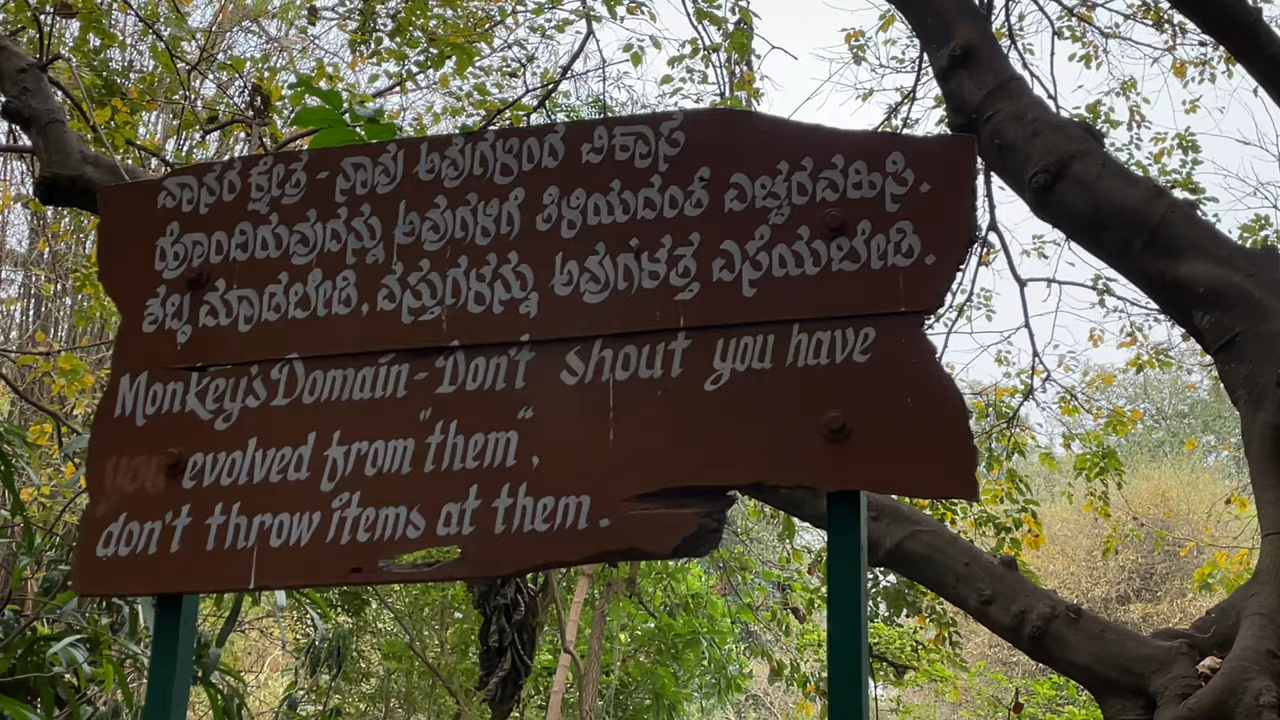 ವಾನರ ಕ್ಷೇತ್ರ - ನಾವು ಅವುಗಳಿಂದ ವಿಕಾಸ
ಹೊಂದಿರುವುದನ್ನು ಅವುಗಳಿಗೆ ತಿಳಿಯದಂತೆ ಎಚ್ಚರವಹಿಸಿ.
ಶಬ್ಧ ಮಾಡಬೇಡಿ, ವಸ್ತುಗಳನ್ನು ಅವುಗಳತ್ತ ಎಸೆಯಬೇಡಿ.
Monkey's Domain - Don't shout you have
you evolved from "them",
don't throw items at them.